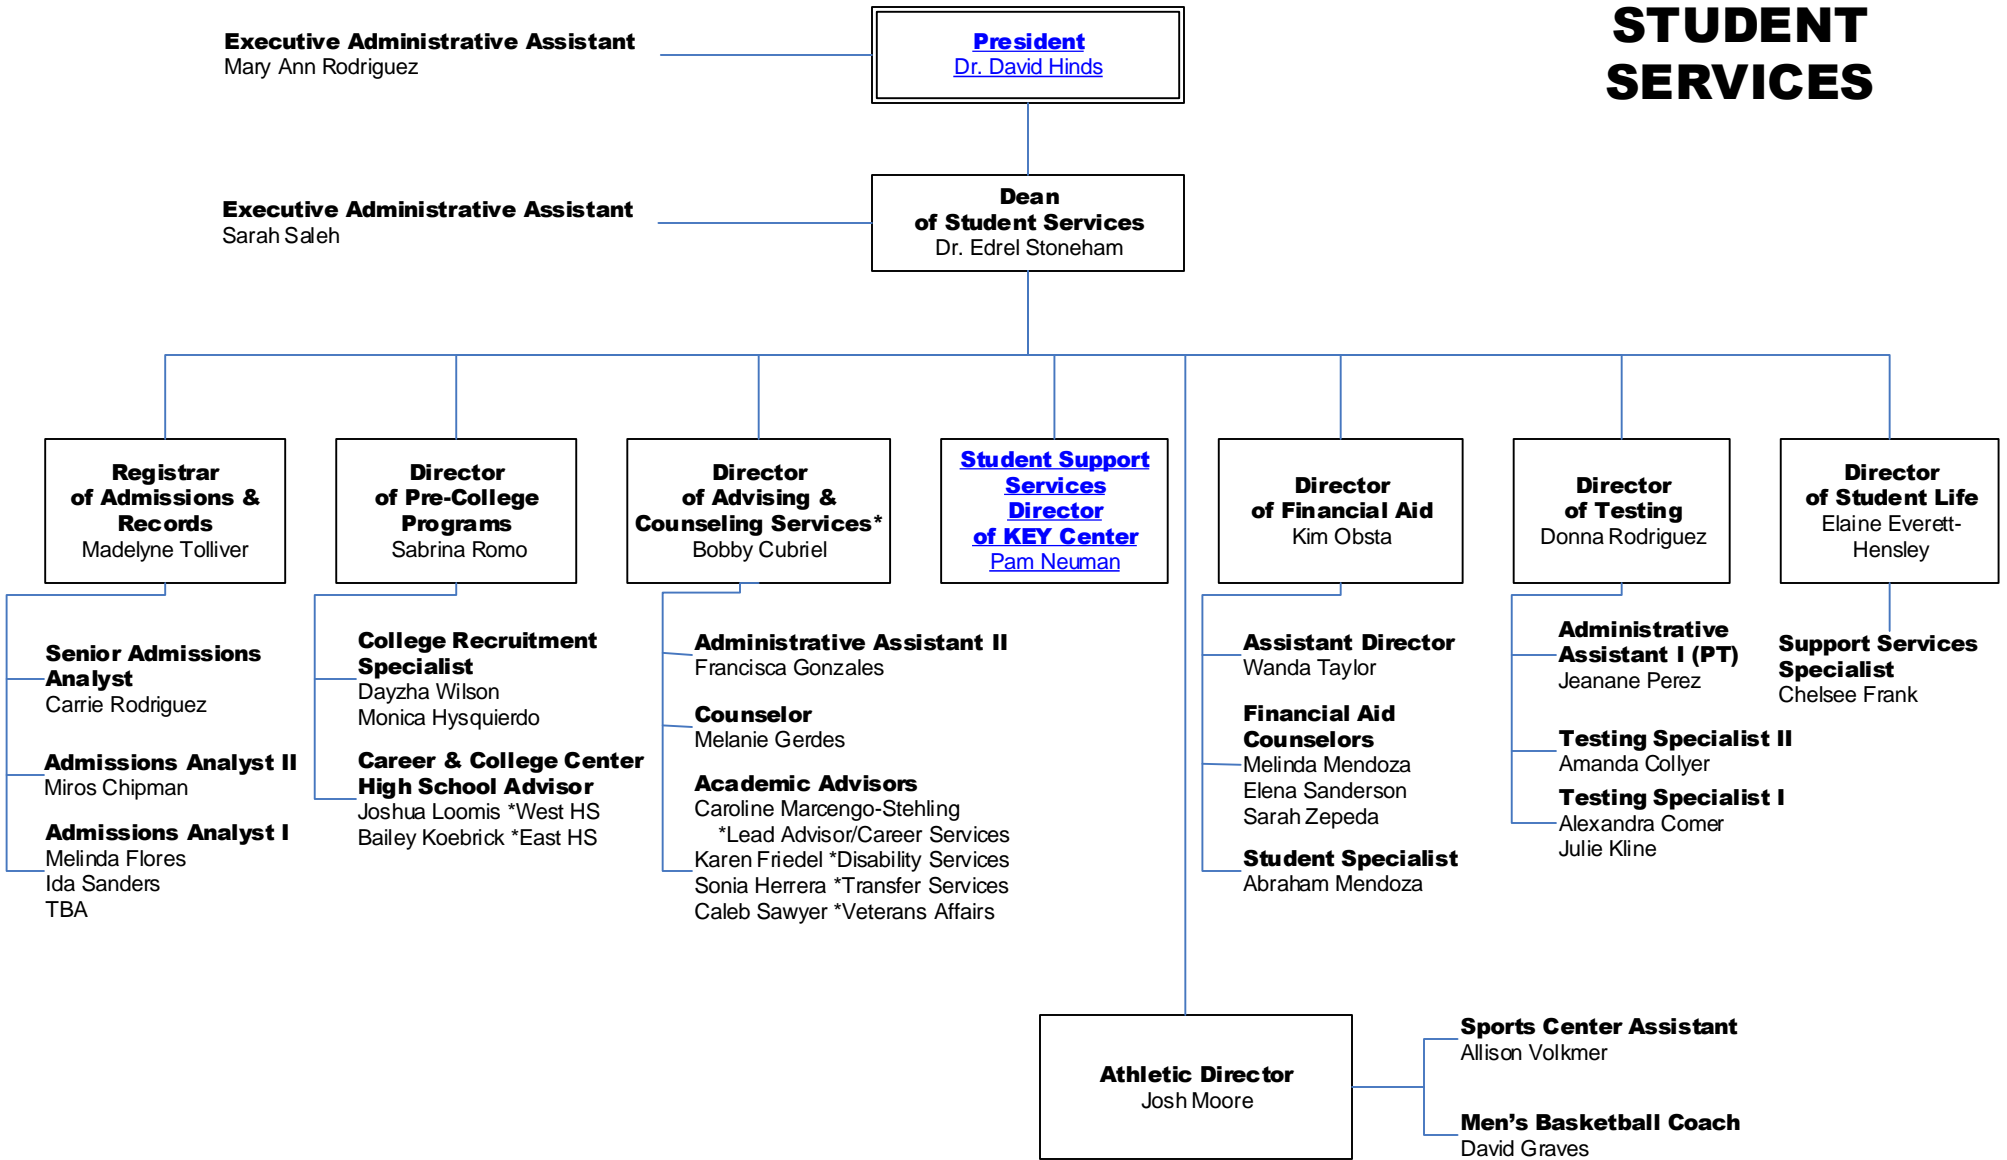 STUDENT
SERVICES
Executive Administrative Assistant
Mary Ann Rodriguez
President
Dr. David Hinds
Executive Administrative Assistant
Sarah Saleh
Dean
of Student Services
Dr. Edrel Stoneham
Registrar
of Admissions &
Records
Madelyne Tolliver
Senior Admissions
Analyst
Carrie Rodriguez
Admissions Analyst II
Miros Chipman
Admissions Analyst I
Melinda Flores
Ida Sanders
TBA
Director
of Pre-College
Programs
Sabrina Romo
College Recruitment
Specialist
Dayzha Wilson
Monica Hysquierdo
Career & College Center
High School Advisor
Joshua Loomis *West HS
Bailey Koebrick *East HS
Director
of Advising &
Counseling Services*
Bobby Cubriel
Administrative Assistant II
Francisca Gonzales
Counselor
Melanie Gerdes
Academic Advisors
Caroline Marcengo-Stehling
*Lead Advisor/Career Services
Karen Friedel *Disability Services
Sonia Herrera *Transfer Services
Caleb Sawyer *Veterans Affairs
Student Support
Services
Director
of KEY Center
Pam Neuman
Director
of Financial Aid
Kim Obsta
Assistant Director
Wanda Taylor
Financial Aid
Counselors
Melinda Mendoza
Elena Sanderson
Sarah Zepeda
Student Specialist
Abraham Mendoza
Director
of Testing
Donna Rodriguez
Administrative
Assistant I (PT)
Jeanane Perez
Testing Specialist II
Amanda Collyer
Testing Specialist I
Alexandra Comer
Julie Kline
Director
of Student Life
Elaine Everett-
Hensley
Support Services
Specialist
Chelsee Frank
Athletic Director
Josh Moore
Sports Center Assistant
Allison Volkmer
Men’s Basketball Coach
David Graves